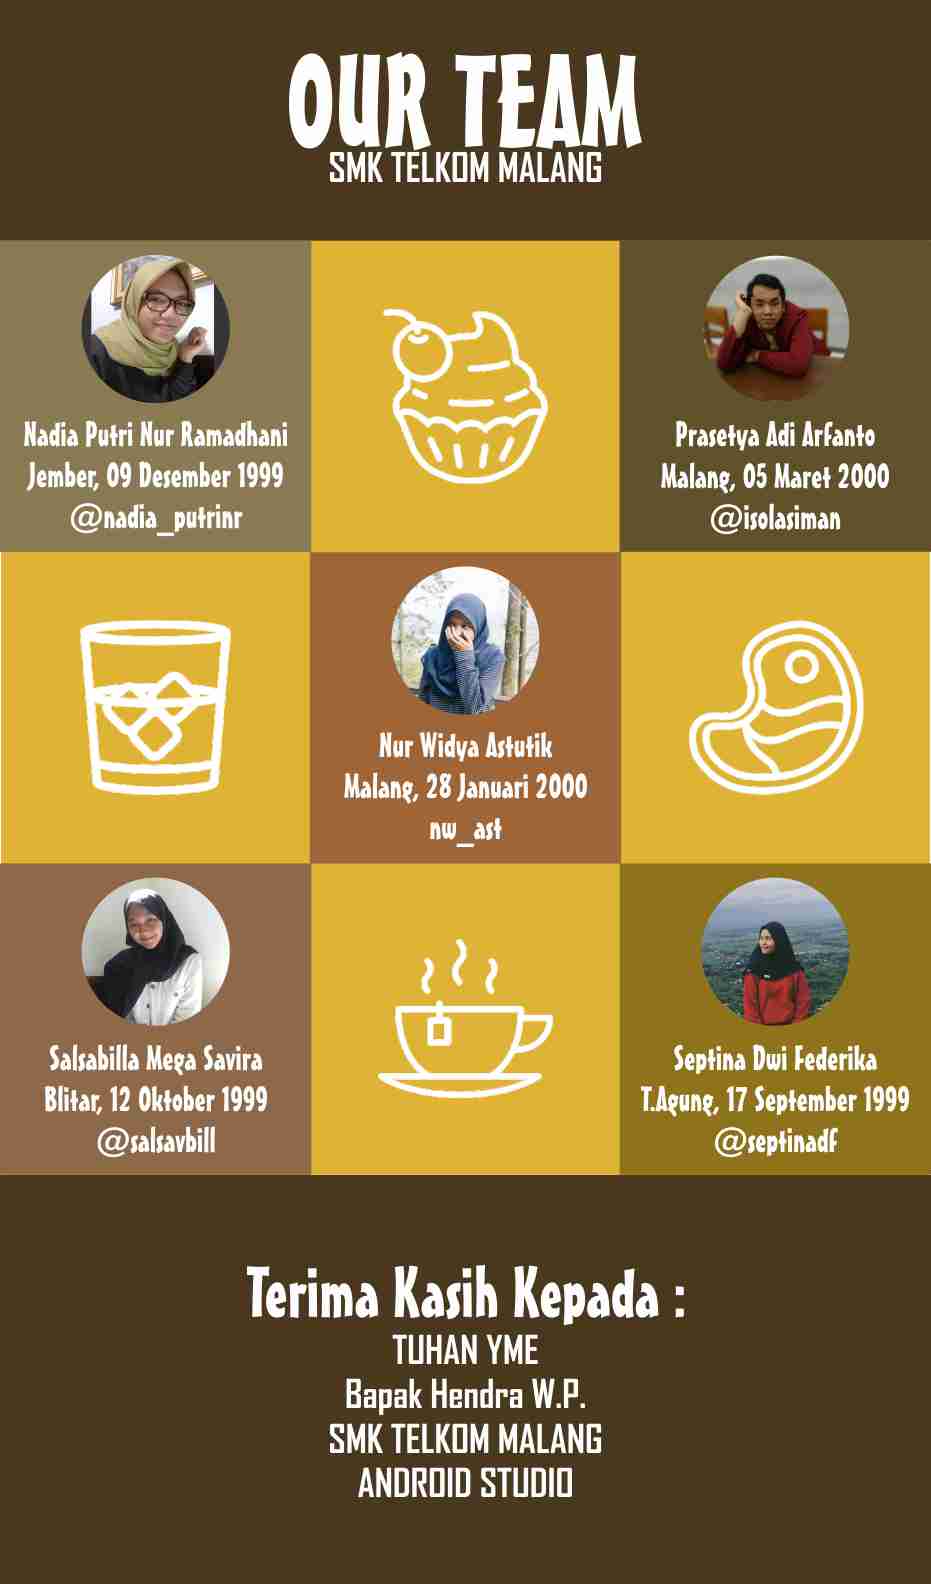 OUR TEAM
SMK TELKOM MALANG
Nadia Putri Nur Ramadhani
Jember, 09 Desember 1999
@nadia_putrinr
Prasetya Adi Arfanto
Malang, 05 Maret 2000
@isolasiman
Nur Widya Astutik
Malang, 28 Januari 2000
nw_ast
Salsabilla Mega Savira
Blitar, 12 Oktober 1999
@salsavbill
Septina Dwi Federika
T.Agung, 17 September 1999
@septinadf
Terima Kasih Kepada :
TUHAN YME
Bapak Hendra W.P.
SMK TELKOM MALANG
ANDROID STUDIO